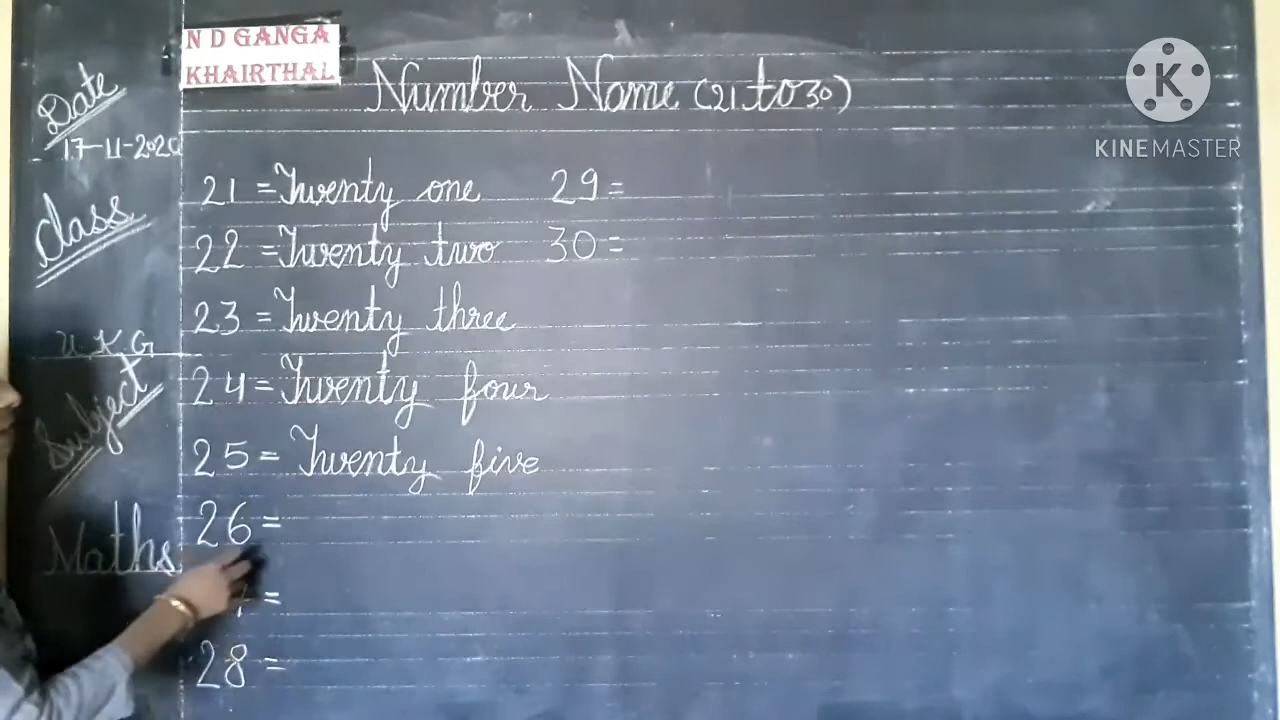 N D GANGA
KHAIRTHAL
Number Name (21 to 30)
K
KINEMASTER
Date
17-11-2020
Class
U K G
Subject
Maths
21 = Twenty one
22 = Twenty two
23 = Twenty three
24 = Twenty four
25 = Twenty five
26 =
=
28 =
29 =
30 =